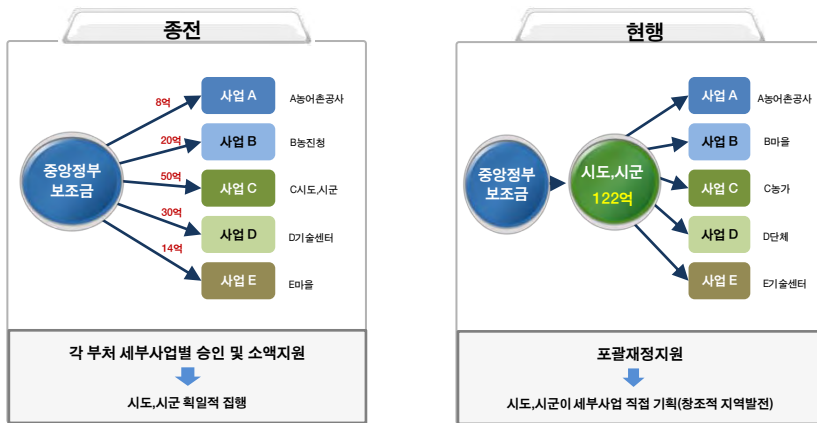 종전
8억
사업 A
A농어촌공사
20억
사업 B
B농진청
중앙정부
보조금
50억
사업 C
C시도,시군
30억
사업 D
D기술센터
14억
사업 E
E마을
각 부처 세부사업별 승인 및 소액지원
시도,시군 획일적 집행
현행
사업 A
A농어촌공사
사업 B
B마을
중앙정부
보조금
시도,시군
122억
사업 C
C농가
사업 D
D단체
사업 E
E기술센터
포괄재정지원
시도,시군이 세부사업 직접 기획(창조적 지역발전)